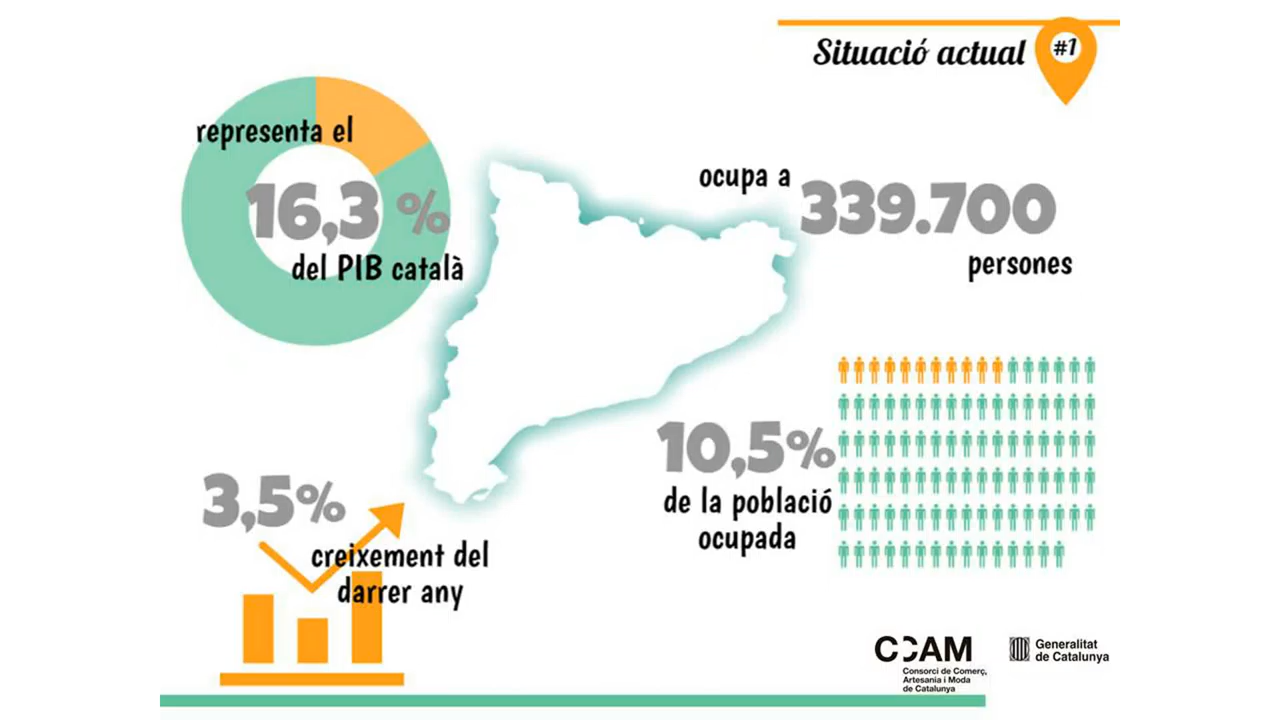 Situació actual #1
representa el
16,3 %
del PIB català
ocupa a
339.700
persones
10,5%
de la població
ocupada
3,5%
creixement del
darrer any
CCAM
Consorci de Comerç,
Artesania i Moda
de Catalunya
Generalitat
de Catalunya